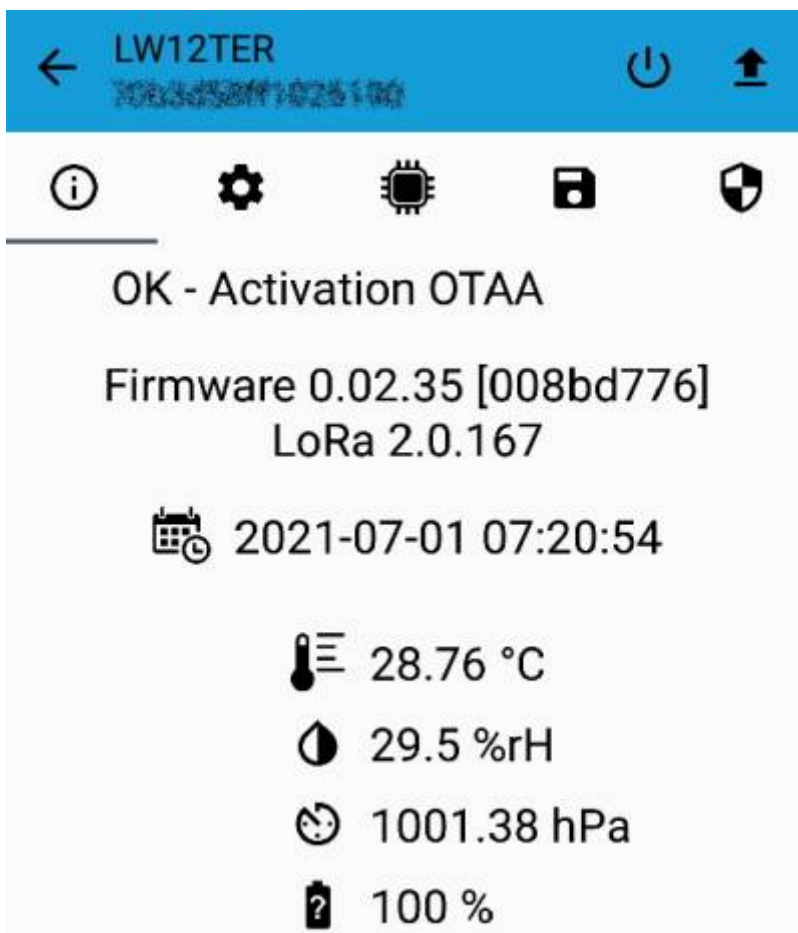 LW12TER
OK - Activation OTAA
Firmware 0.02.35 [008bd776]
LoRa 2.0.167
2021-07-01 07:20:54
28.76 °C
29.5 %rH
1001.38 hPa
100 %